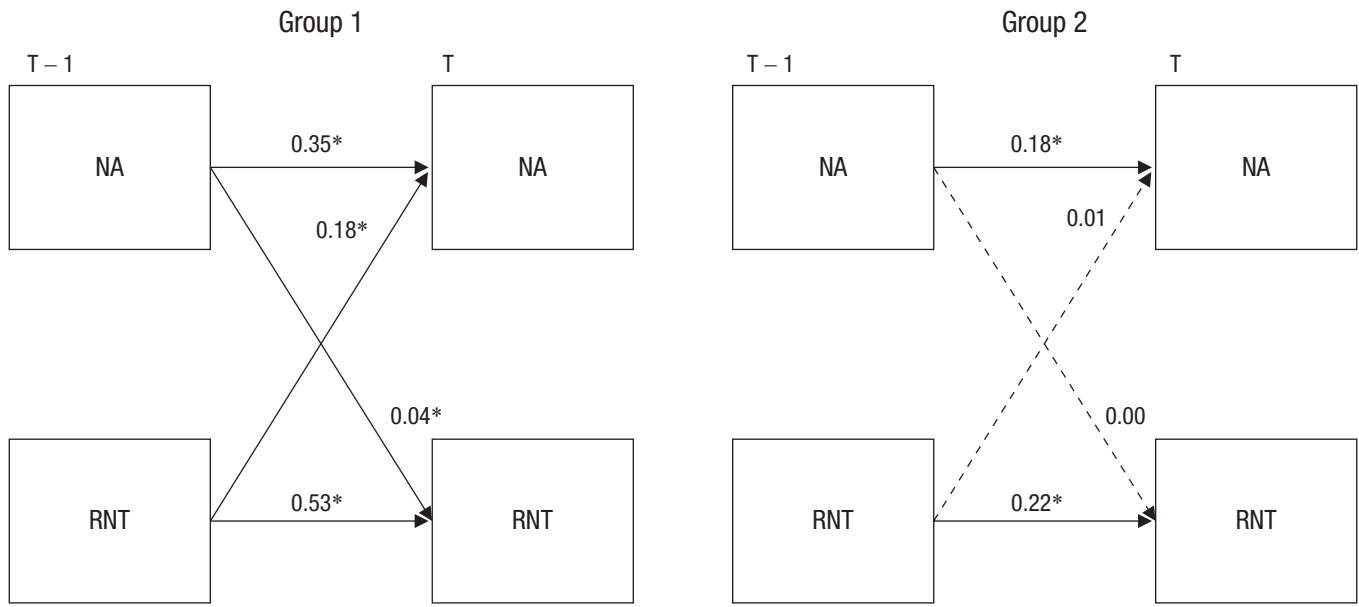 Group 1
T – 1
T
NA
0.35*
NA
0.18*
0.04*
RNT
0.53*
RNT
Group 2
T – 1
T
NA
0.18*
NA
0.01
0.00
RNT
0.22*
RNT